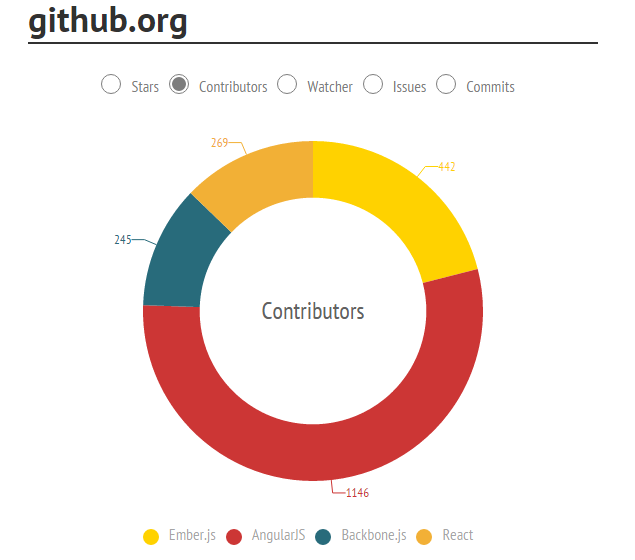 github.org
Stars Contributors Watcher Issues Commits
269
442
245
Contributors
1146
Ember.js AngularJS Backbone.js React